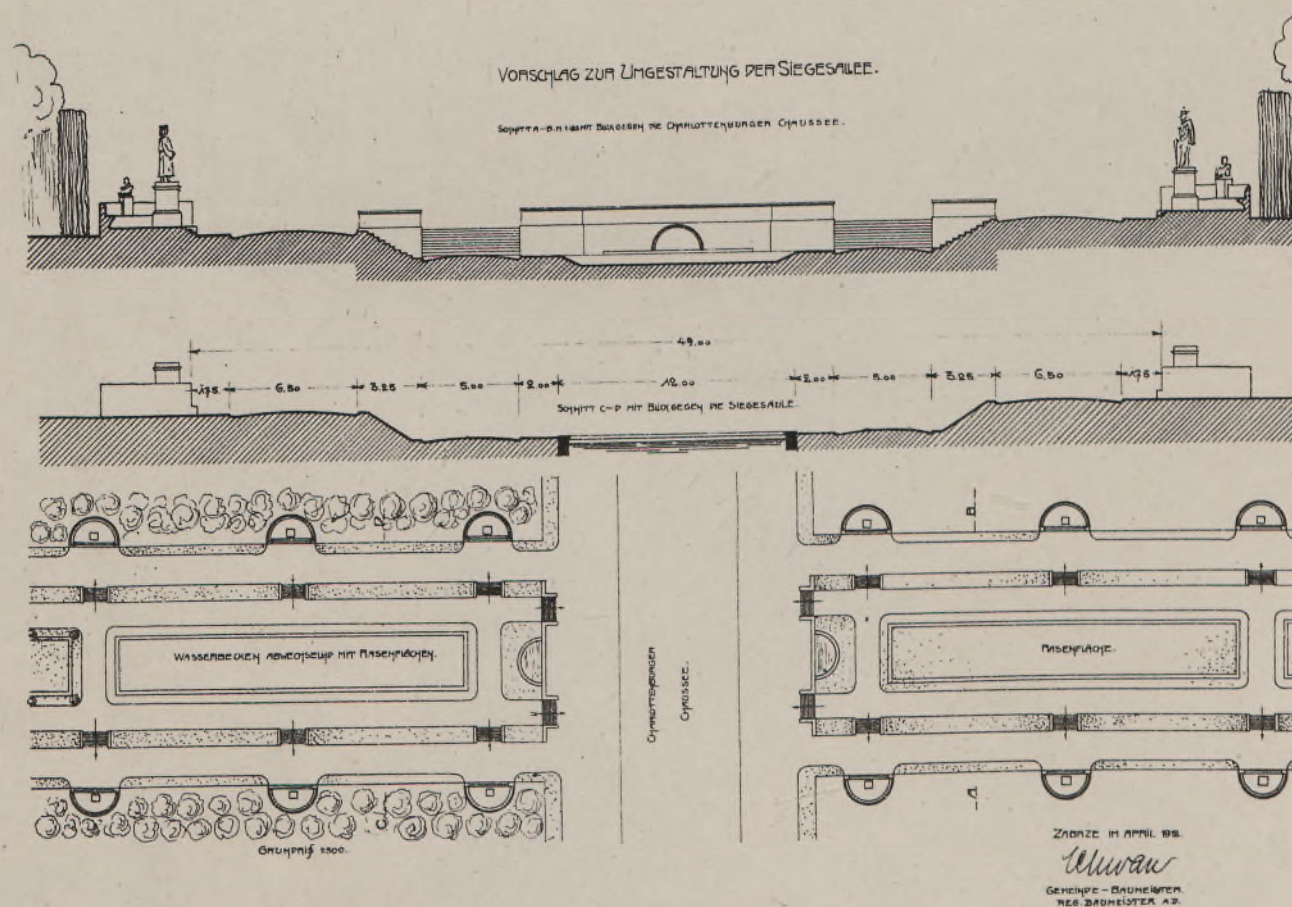 VORSCHLAG ZUR UMGESTALTUNG DER SIEGESALLEE.
SCHNITT A-B MIT BLICK GEGEN DIE CHARLOTTENBURGER CHAUSSEE.
49.00
1.75 6.50 3.25 5.00 2.00 12.00 2.00 5.00 3.25 6.50 1.75
SCHNITT C-D MIT BLICK GEGEN DIE SIEGESÄULE.
B.
WASSERBECKEN ABWECHSELND MIT RASENFLÄCHEN.
CHARLOTTENBURGER
CHAUSSEE.
RASENFLÄCHE.
A.
GRUNDRIß 1:500.
ZABRZE IM APRIL
GEMEINDE-BAUMEISTER.
REG. BAUMEISTER A.D.